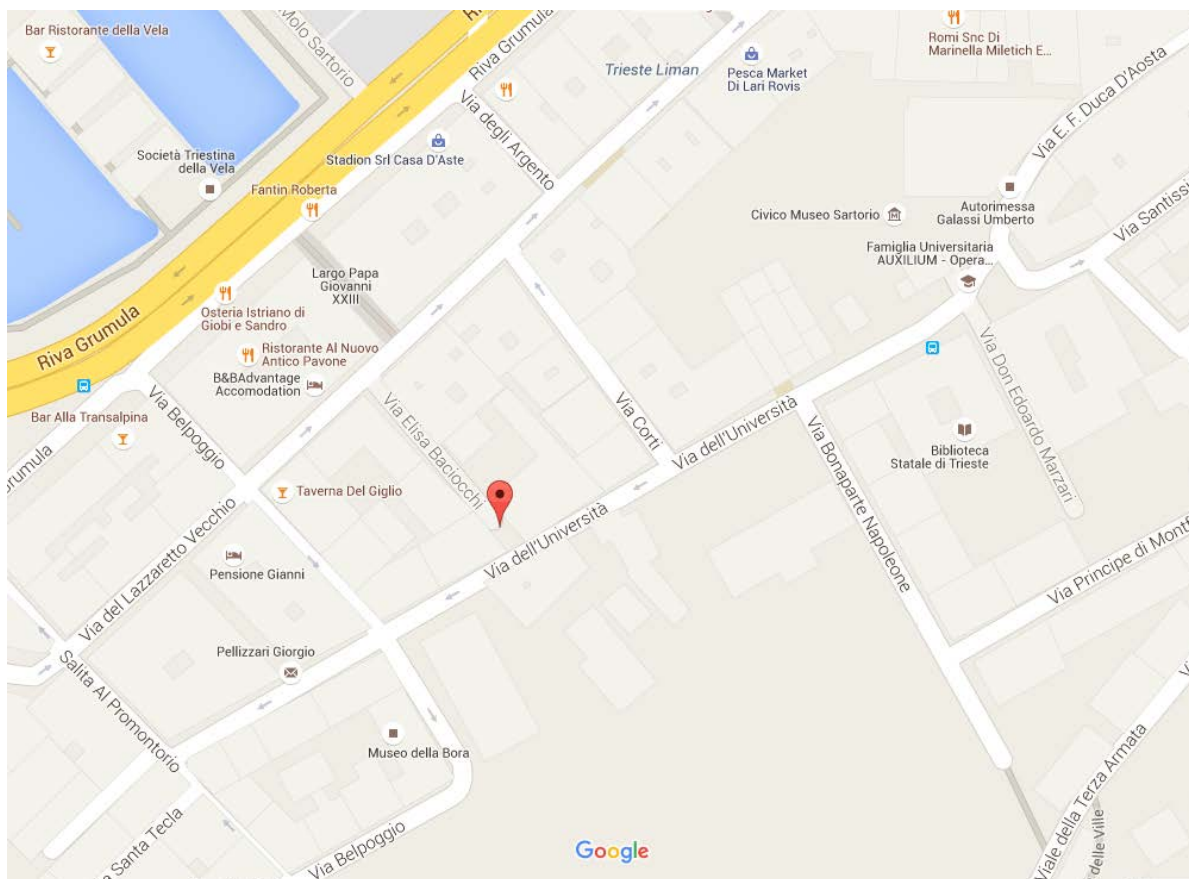 Bar Ristorante
della Vela
Molo Sartorio
Riva Grumula
Romi Snc Di
Marinella Miletich E...
Trieste Liman
Pesca Market
Di Lari Rovis
Via E. F. Duca D'Aosta
Via degli Argento
Stadion Srl Casa D'Aste
Società Triestina
della Vela
Fantin Roberta
Civico Museo Sartorio
Autorimessa
Galassi Umberto
Via Santissi
Famiglia Universitaria
AUXILIUM - Opera...
Largo Papa
Giovanni
XXIII
Osteria Istriano di
Giobi e Sandro
Riva Grumula
Ristorante Al Nuovo
Antico Pavone
B&BAdvantage
Accomodation
Via Don Edoardo Marzari
Bar Alla Transalpina
Via Belpoggio
Via Elisa Baciocchi
Via Corti
Via dell'Università
Via Bonaparte Napoleone
Biblioteca
Statale di Trieste
Grumula
Taverna Del Giglio
Via del Lazzaretto Vecchio
Via dell'Università
Pensione Gianni
Via Principe di Montf
Pellizzari Giorgio
Salita Al Promontorio
Museo della Bora
Viale della Terza Armata
Santa Tecla
Via Belpoggio
delle Ville
Google